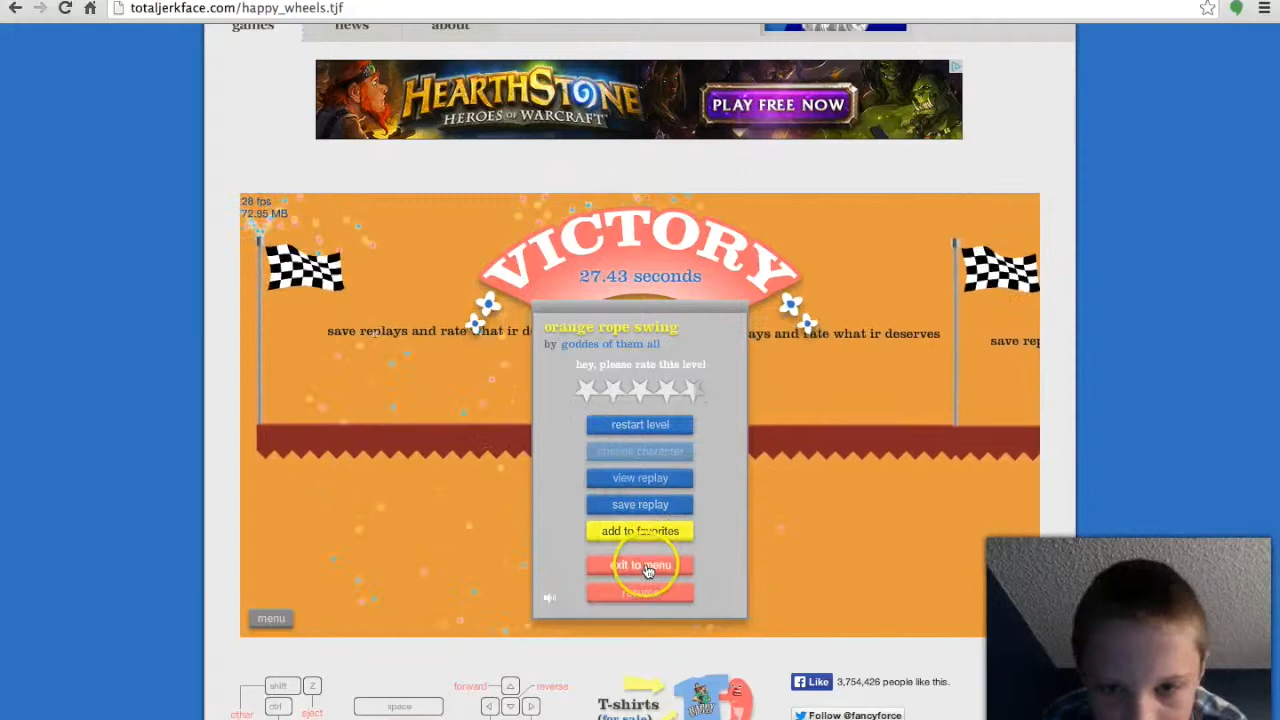 totaljerkface.com/happy_wheels.tjf
games
news
about
HEARTHSTONE
HEROES OF WARCRAFT
PLAY FREE NOW
28 fps
72.95 MB
VICTORY
27.43 seconds
save replays and rate what ir d
ays and rate what ir deserves
save rep
orange rope swing
by goddes of them all
hey, please rate this level
restart level
change character
view replay
save replay
add to favorites
exit to menu
menu
shift
Z
ctrl
other
eject
space
forward
reverse
T-shirts
(for sale)
Like
3,754,426 people like this.
Follow @fancyforce